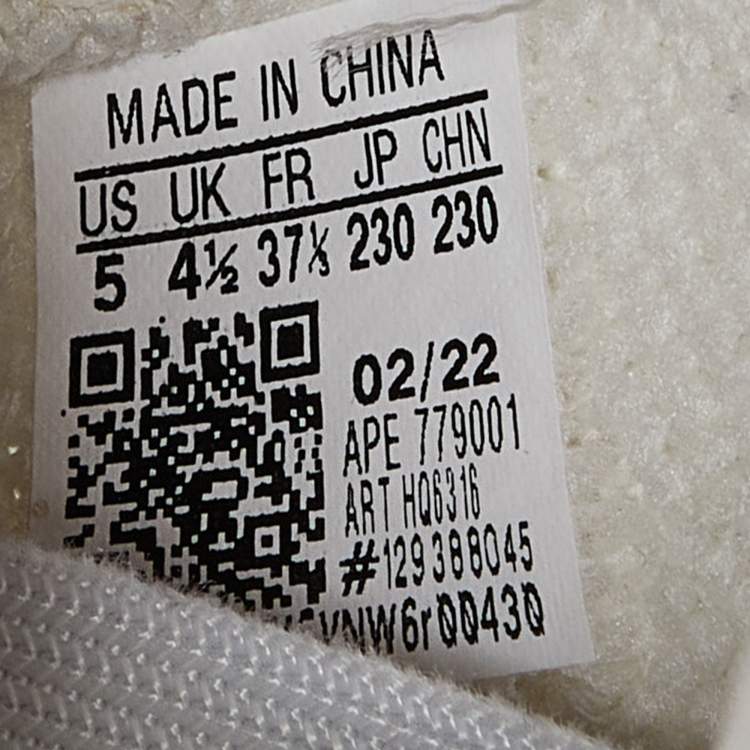 MADE IN CHINA
US UK FR JP CHN
5 4½ 37⅓ 230 230
02/22
APE 779001
ART HQ6316
#129388045